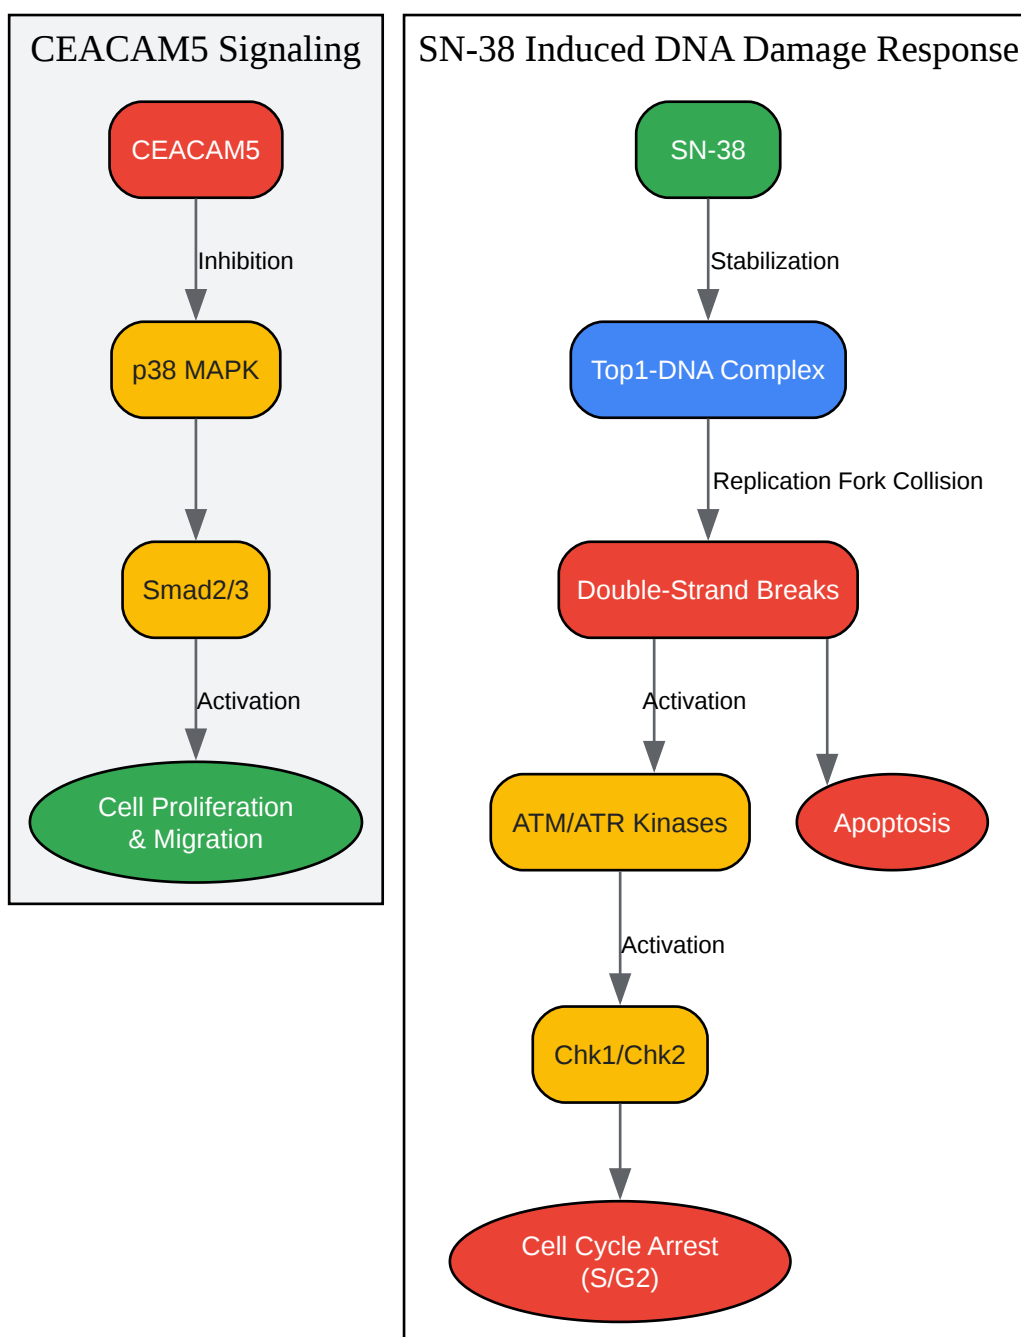 CEACAM5 Signaling
CEACAM5
Inhibition
p38 MAPK
Smad2/3
Activation
Cell Proliferation
& Migration
SN-38 Induced DNA Damage Response
SN-38
Stabilization
Top1-DNA Complex
Replication Fork Collision
Double-Strand Breaks
Activation
ATM/ATR Kinases
Apoptosis
Activation
Chk1/Chk2
Cell Cycle Arrest
(S/G2)